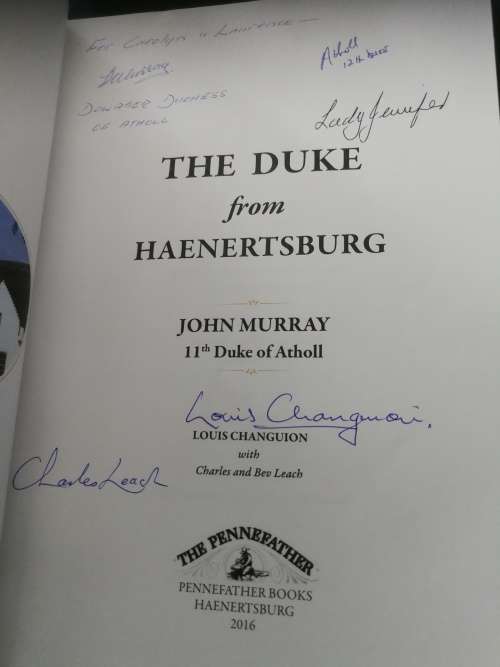 For Carolyn & Lawrence –
Atholl
12th Duke
DOWAGER DUCHESS
OF ATHOLL
Lady Jennifer
THE DUKE
from
HAENERTSBURG
JOHN MURRAY
11th Duke of Atholl
Louis Changuion.
LOUIS CHANGUION
with
Charles and Bev Leach
Charles Leach
THE PENNEFATHER
PENNEFATHER BOOKS
HAENERTSBURG
2016